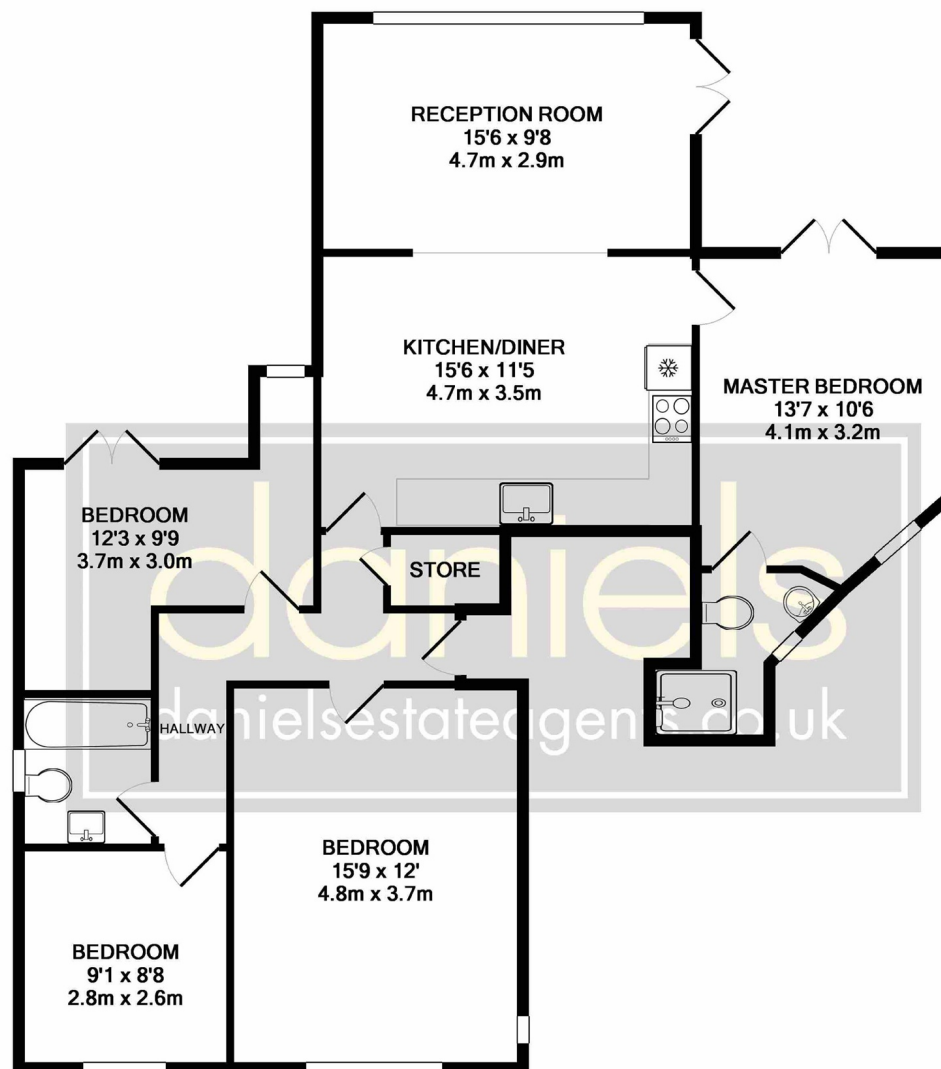 RECEPTION ROOM
15'6 x 9'8
4.7m x 2.9m
KITCHEN/DINER
15'6 x 11'5
4.7m x 3.5m
MASTER BEDROOM
13'7 x 10'6
4.1m x 3.2m
BEDROOM
12'3 x 9'9
3.7m x 3.0m
STORE
daniels
danielsestateagents.co.uk
HALLWAY
BEDROOM
15'9 x 12'
4.8m x 3.7m
BEDROOM
9'1 x 8'8
2.8m x 2.6m